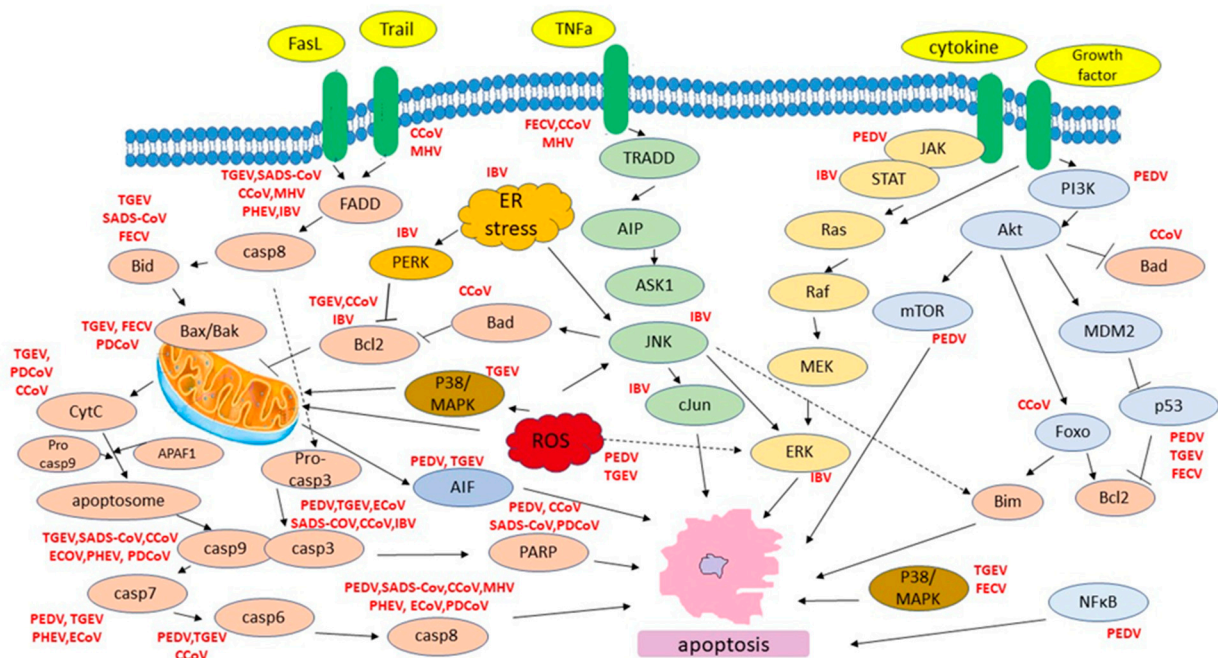 FasL
Trail
TNFa
cytokine
Growth
factor
CCoV
MHV
FECV,CCoV
MHV
TRADD
PEDV
JAK
IBV
STAT
PI3K
PEDV
TGEV,SADS-CoV
CCoV,MHV
PHEV,IBV
FADD
IBV
ER
stress
TGEV
SADS-CoV
FECV
Bid
casp8
IBV
PERK
AIP
ASK1
Ras
Raf
MEK
Akt
CCoV
Bad
mTOR
PEDV
MDM2
TGEV, FECV
PDCoV
Bax/Bak
TGEV,CCoV
IBV
Bcl2
CCoV
Bad
IBV
JNK
TGEV,
PDCoV
CCoV
CytC
P38/
MAPK
TGEV
IBV
cJun
CCoV
Foxo
p53
PEDV
TGEV
FECV
Pro
casp9
APAF1
Pro-
casp3
ROS
PEDV
TGEV
ERK
IBV
PEDV, TGEV
AIF
apoptosome
Bim
Bcl2
PEDV,TGEV,ECoV
SADS-COV,CCoV,IBV
PEDV, CCoV
SADS-CoV,PDCoV
TGEV,SADS-CoV,CCoV
ECOV,PHEV, PDCoV
casp9
casp3
PARP
casp7
PEDV, TGEV
PHEV,ECoV
casp6
PEDV,TGEV
CCoV
PEDV,SADS-Cov,CCoV,MHV
PHEV, ECoV,PDCoV
casp8
P38/
MAPK
TGEV
FECV
NFκB
PEDV
apoptosis